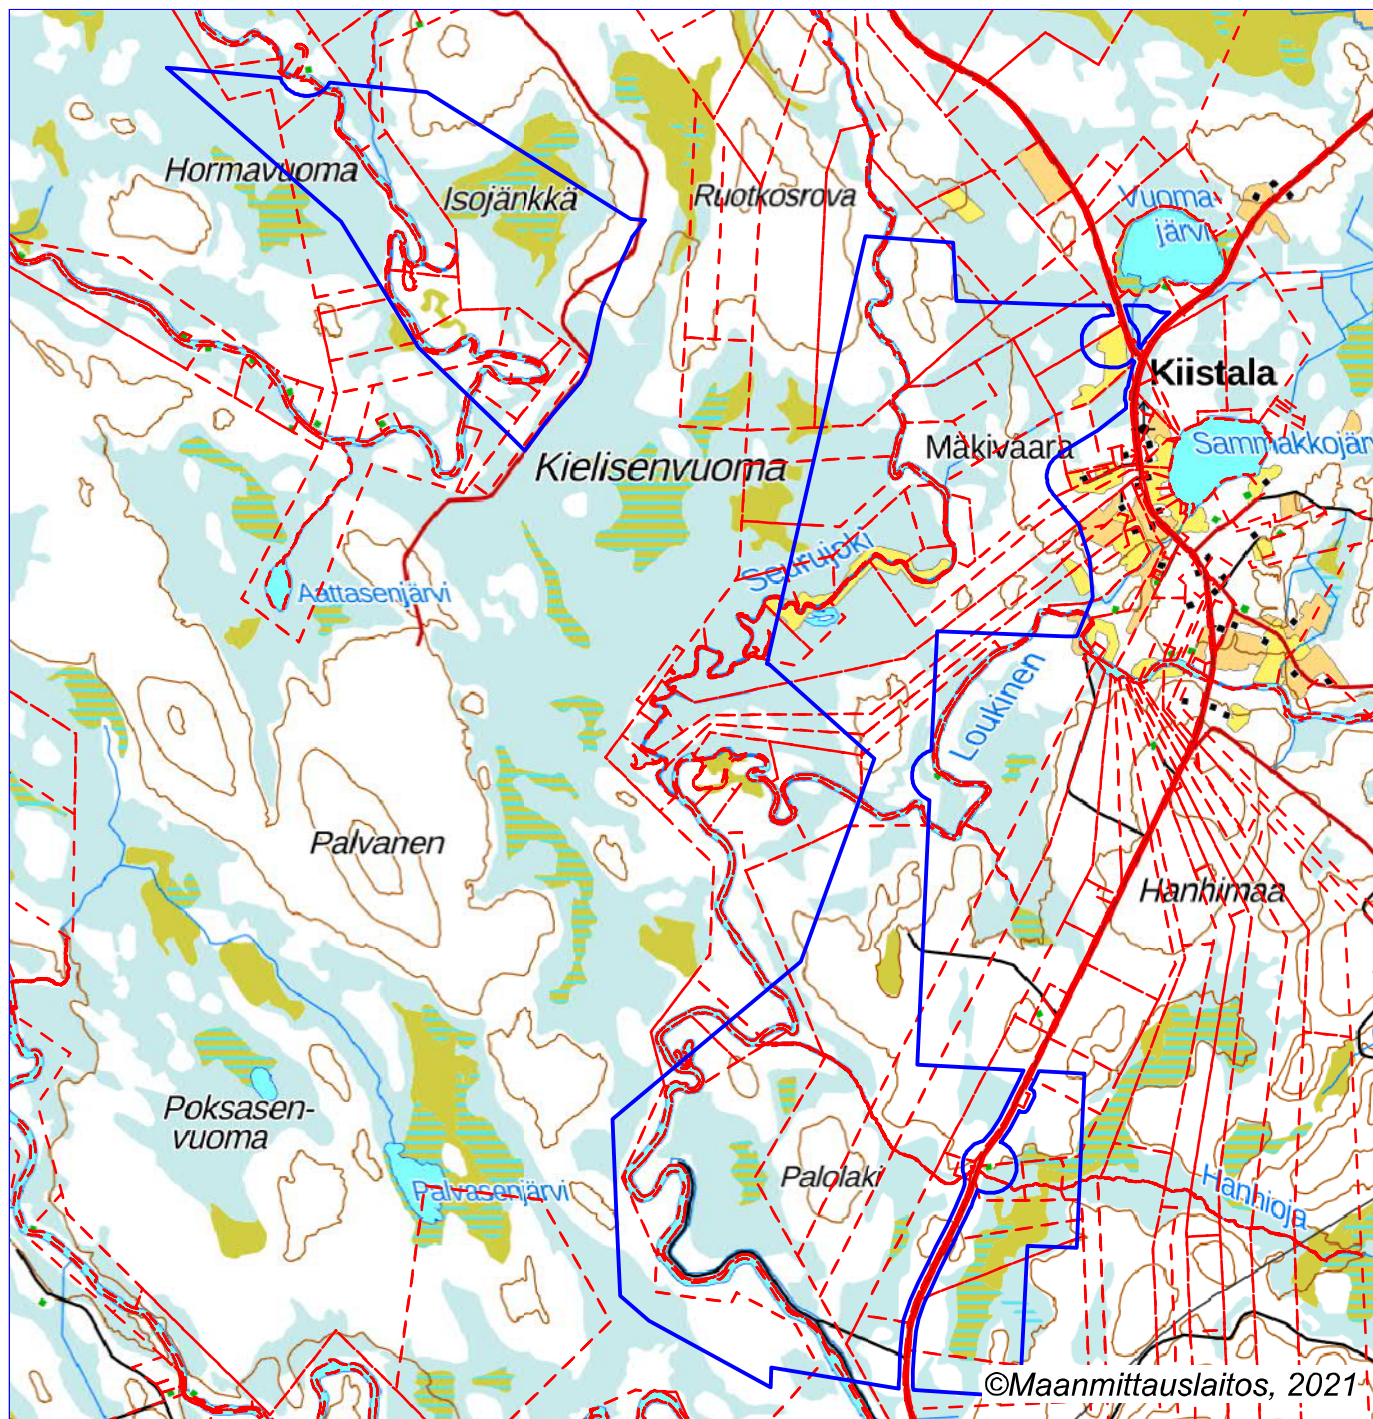 Hormavuoma
Isojänkkä
Ruotkosrova
Vuoma-
järvi
Kiistala
Mäkivaara
Sammakkojär
Kielisenvuoma
Seurujoki
Aattasenjärvi
Loukinen
Palvanen
Hanhimaa
Poksasen-
vuoma
Palvasenjärvi
Palolaki
Hanhioja
©Maanmittauslaitos, 2021